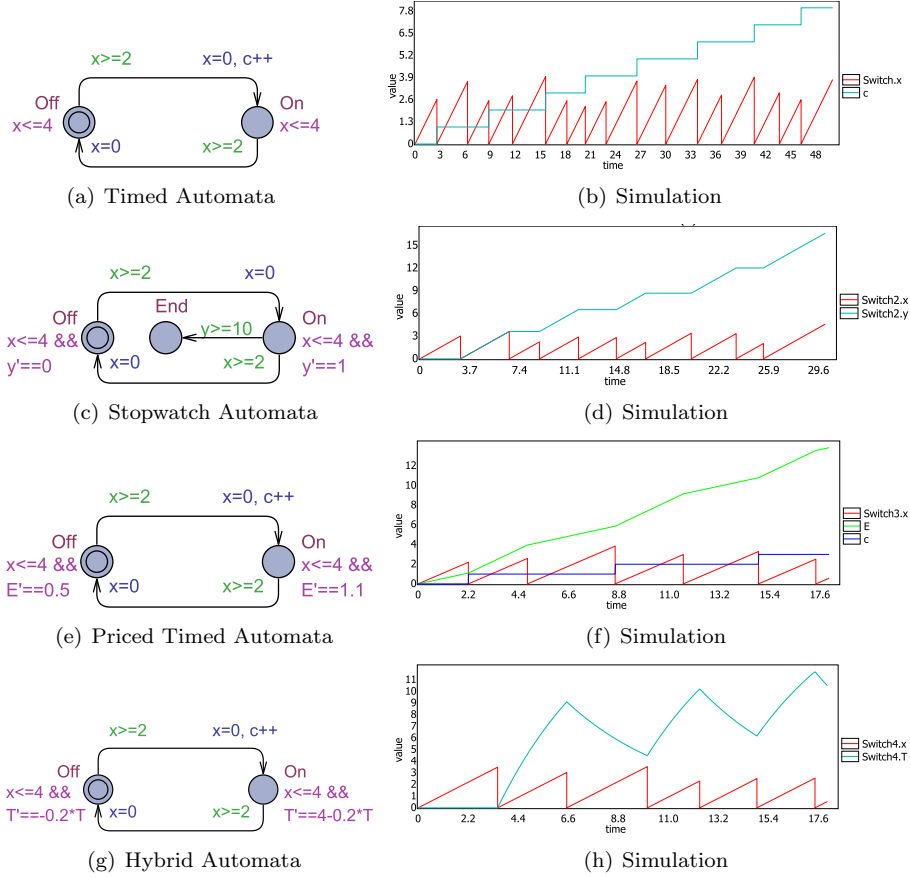 x>=2
x=0, c++
Off
On
x<=4
x<=4
x=0
x>=2
(a) Timed Automata
value
7.8
6.5
5.2
3.9
2.6
1.3
0
0 3 6 9 12 15 18 21 24 27 30 33 36 39 42 45 48
time
Switch.x
c
(b) Simulation
x>=2
x=0
End
Off
On
y>=10
x<=4 &&
x<=4 &&
y'==0
x=0
x>=2
y'==1
(c) Stopwatch Automata
value
15
12
9
6
3
0
0 3.7 7.4 11.1 14.8 18.5 22.2 25.9 29.6
time
Switch2.x
Switch2.y
(d) Simulation
x>=2
x=0, c++
Off
On
x<=4 &&
x<=4 &&
E'==0.5
x=0
x>=2
E'==1.1
(e) Priced Timed Automata
value
12
10
8
6
4
2
0
0 2.2 4.4 6.6 8.8 11.0 13.2 15.4 17.6
time
Switch3.x
E
c
(f) Simulation
x>=2
x=0, c++
Off
On
x<=4 &&
x<=4 &&
T'==-0.2*T
x=0
x>=2
T'==4-0.2*T
(g) Hybrid Automata
value
11
10
9
8
7
6
5
4
3
2
1
0
0 2.2 4.4 6.6 8.8 11.0 13.2 15.4 17.6
time
Switch4.x
Switch4.T
(h) Simulation